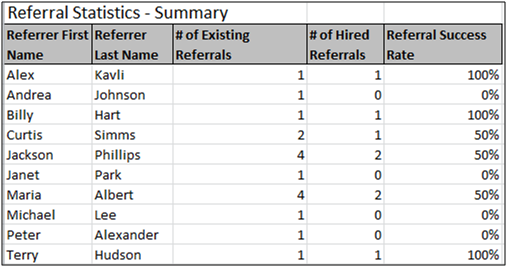 Referral Statistics - Summary
Referrer First Name Referrer Last Name # of Existing Referrals # of Hired Referrals Referral Success Rate
Alex Kavli 1 1 100%
Andrea Johnson 1 0 0%
Billy Hart 1 1 100%
Curtis Simms 2 1 50%
Jackson Phillips 4 2 50%
Janet Park 1 0 0%
Maria Albert 4 2 50%
Michael Lee 1 0 0%
Peter Alexander 1 0 0%
Terry Hudson 1 1 100%